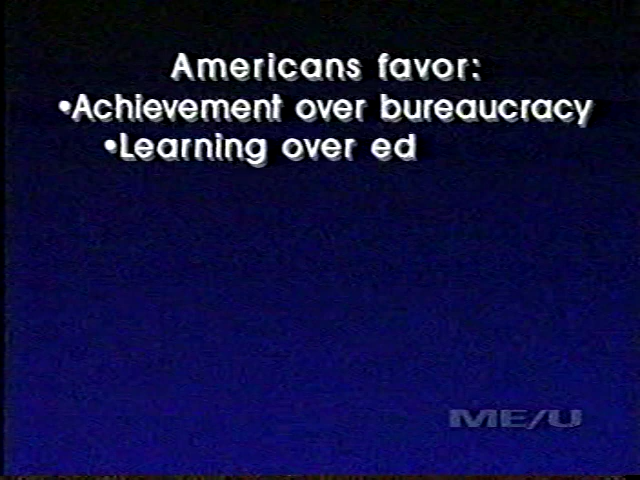 Americans favor:
•Achievement over bureaucracy
•Learning over ed
ME/U